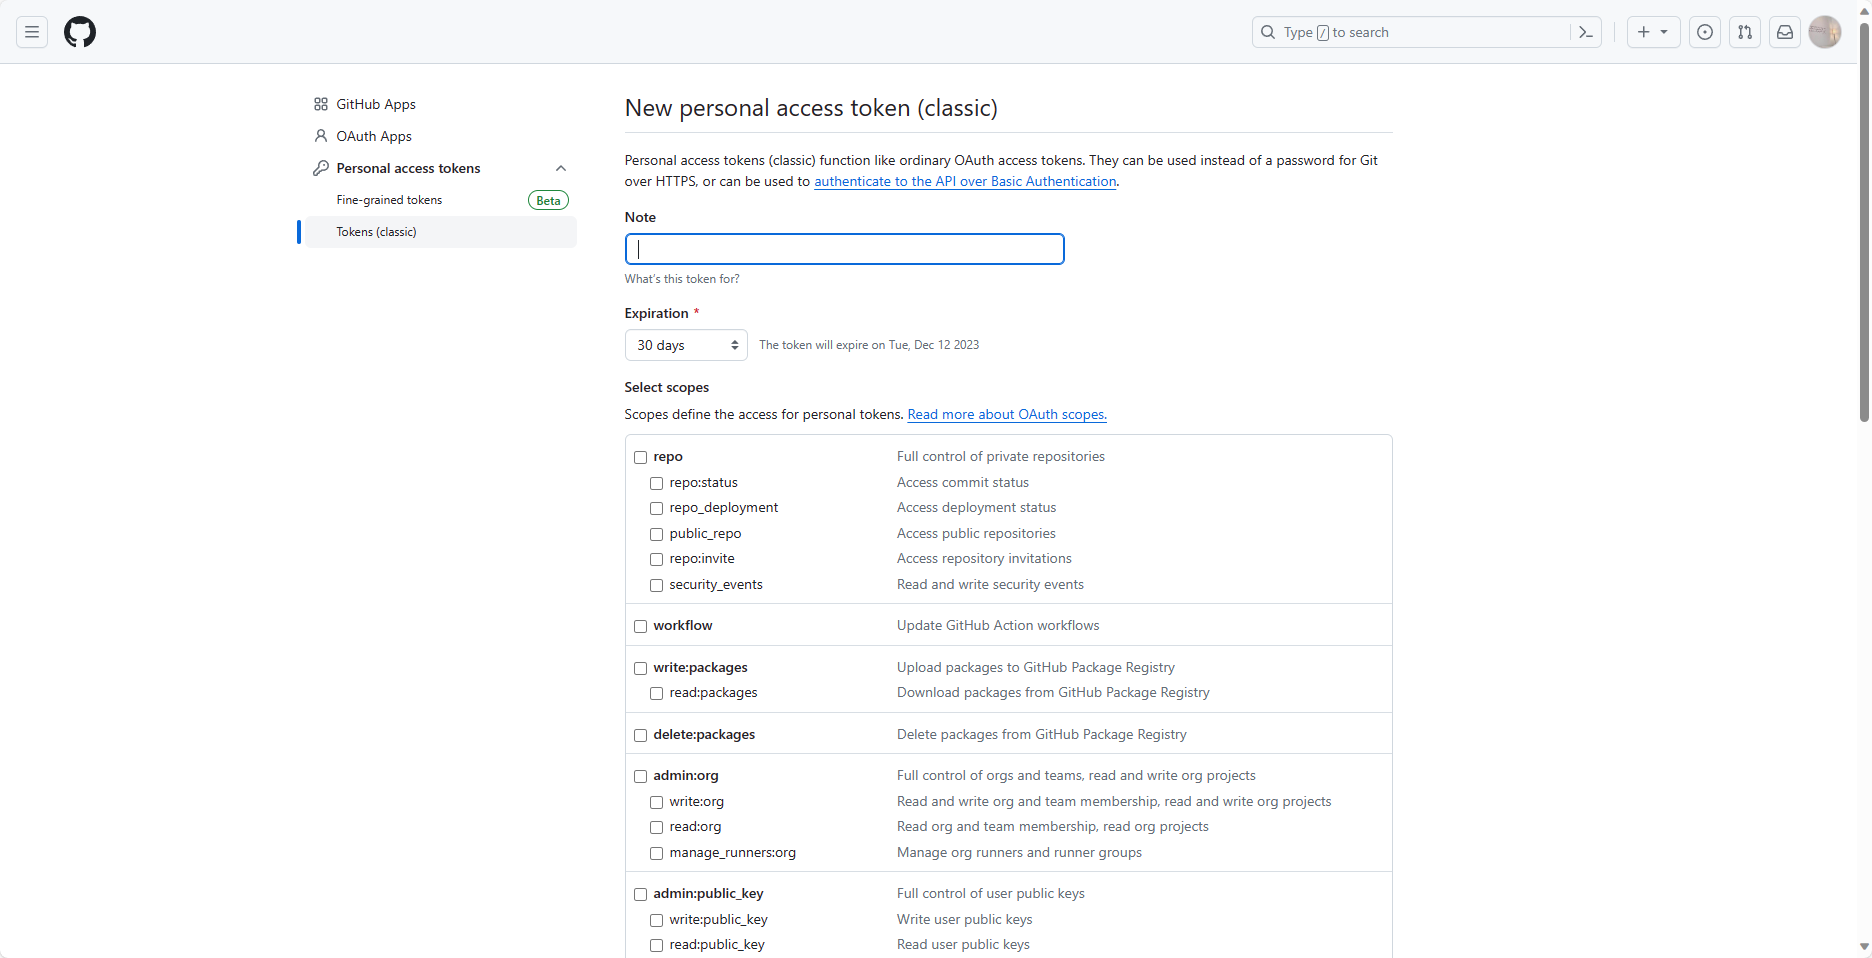 Type / to search
GitHub Apps
OAuth Apps
Personal access tokens
Fine-grained tokens Beta
Tokens (classic)
New personal access token (classic)
Personal access tokens (classic) function like ordinary OAuth access tokens. They can be used instead of a password for Git
over HTTPS, or can be used to authenticate to the API over Basic Authentication.
Note
What's this token for?
Expiration *
30 days The token will expire on Tue, Dec 12 2023
Select scopes
Scopes define the access for personal tokens. Read more about OAuth scopes.
repo Full control of private repositories
repo:status Access commit status
repo_deployment Access deployment status
public_repo Access public repositories
repo:invite Access repository invitations
security_events Read and write security events
workflow Update GitHub Action workflows
write:packages Upload packages to GitHub Package Registry
read:packages Download packages from GitHub Package Registry
delete:packages Delete packages from GitHub Package Registry
admin:org Full control of orgs and teams, read and write org projects
write:org Read and write org and team membership, read and write org projects
read:org Read org and team membership, read org projects
manage_runners:org Manage org runners and runner groups
admin:public_key Full control of user public keys
write:public_key Write user public keys
read:public_key Read user public keys